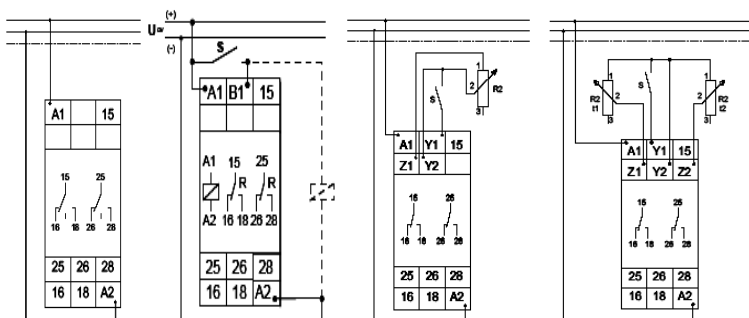 A1 15
15 25
16 18 26 28
25 26 28
16 18 A2
(+)
U
(-)
S
A1 B1 15
A1 15 25
R R
A2 16 18 26 28
25 26 28
16 18 A2
1
2 R2
S
3
A1 Y1 15
Z1 Y2
15 25
16 18 26 28
25 26 28
16 18 A2
1 1
R2 2 S 2 R2
t1 t2
3 3
A1 Y1 15
Z1 Y2 Z2
15 25
16 18 26 28
25 26 28
16 18 A2